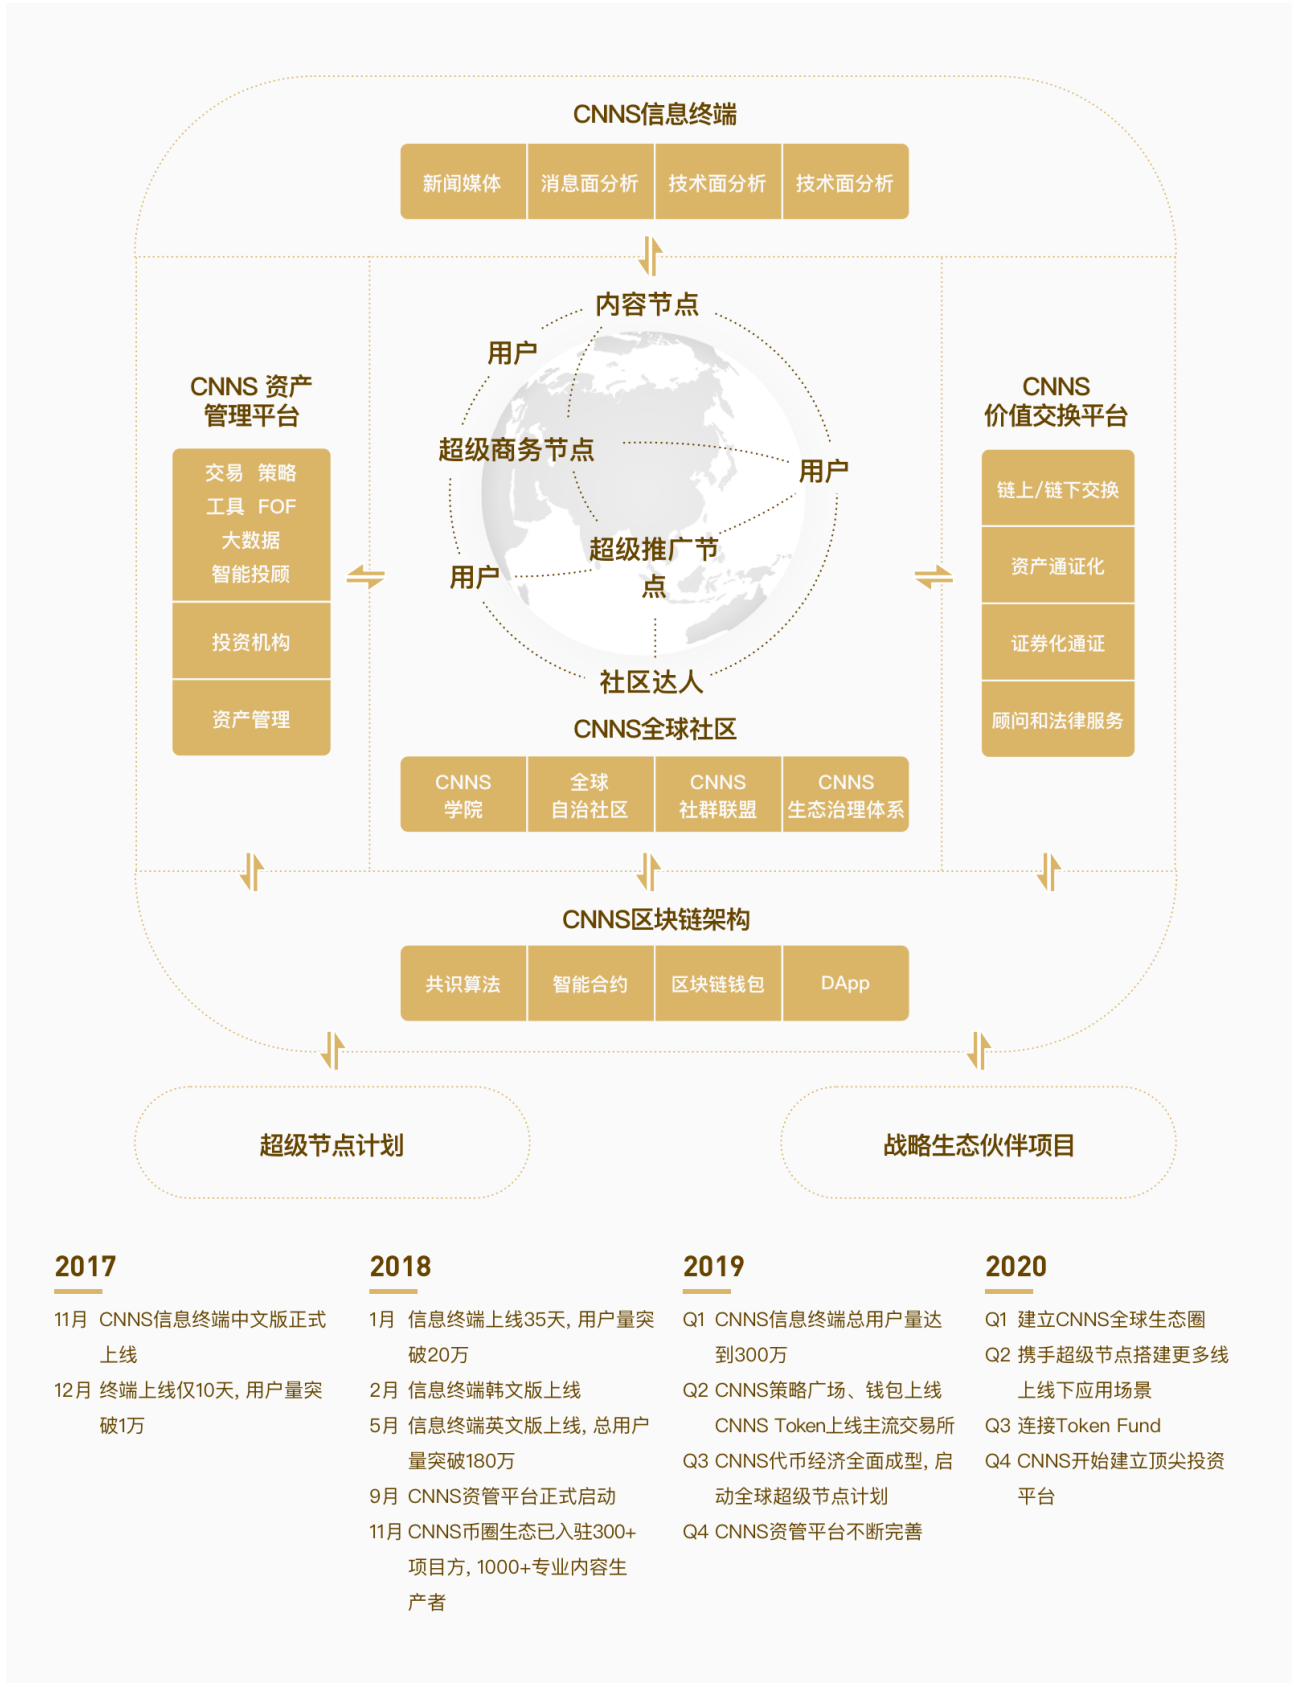 CNNS信息终端
新闻媒体
消息面分析
技术面分析
技术面分析
内容节点
用户
超级商务节点
用户
超级推广节
点
用户
社区达人
CNNS 资产
管理平台
交易 策略
工具 FOF
大数据
智能投顾
投资机构
资产管理
CNNS
价值交换平台
链上/链下交换
资产通证化
证券化通证
顾问和法律服务
CNNS全球社区
CNNS
学院
全球
自治社区
CNNS
社群联盟
CNNS
生态治理体系
CNNS区块链架构
共识算法
智能合约
区块链钱包
DApp
超级节点计划
战略生态伙伴项目
2017
11月 CNNS信息终端中文版正式
上线
12月 终端上线仅10天, 用户量突
破1万
2018
1月 信息终端上线35天, 用户量突
破20万
2月 信息终端韩文版上线
5月 信息终端英文版上线, 总用户
量突破180万
9月 CNNS资管平台正式启动
11月 CNNS币圈生态已入驻300+
项目方, 1000+专业内容生
产者
2019
Q1 CNNS信息终端总用户量达
到300万
Q2 CNNS策略广场、钱包上线
CNNS Token上线主流交易所
Q3 CNNS代币经济全面成型, 启
动全球超级节点计划
Q4 CNNS资管平台不断完善
2020
Q1 建立CNNS全球生态圈
Q2 携手超级节点搭建更多线
上线下应用场景
Q3 连接Token Fund
Q4 CNNS开始建立顶尖投资
平台